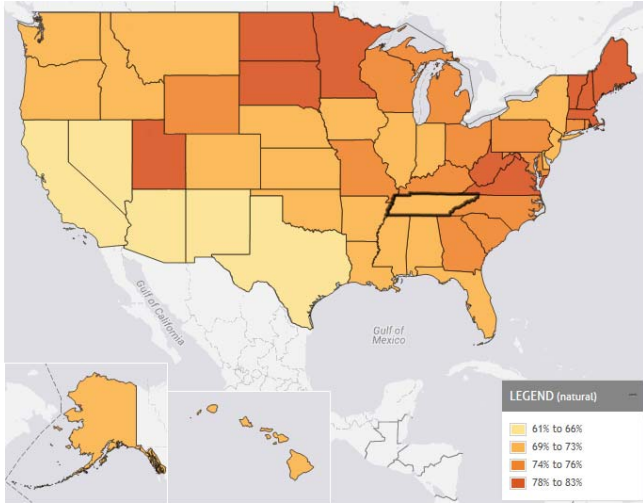 Gulf of California
Gulf of
Mexico
LEGEND (natural) −
61% to 66%
69% to 73%
74% to 76%
78% to 83%